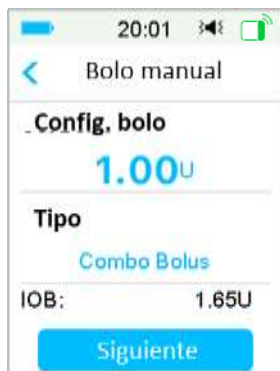 20:01
Bolo manual
Config, bolo
1.00U
Tipo
Combo Bolus
IOB: 1.65U
Siguiente